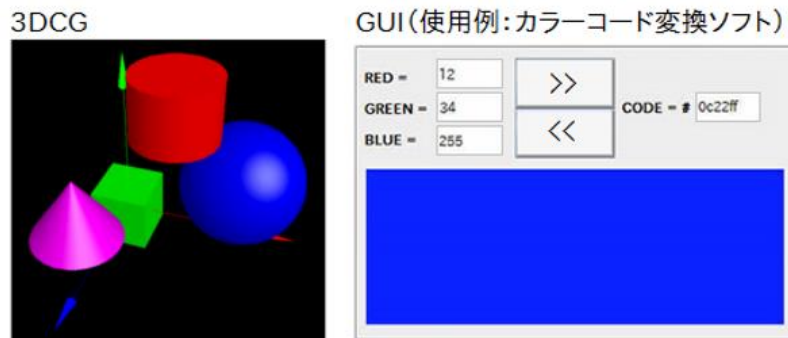 3DCG
GUI(使用例:カラーコード変換ソフト)
RED = 12
>>
GREEN = 34
CODE = # 0c22ff
<<
BLUE = 255